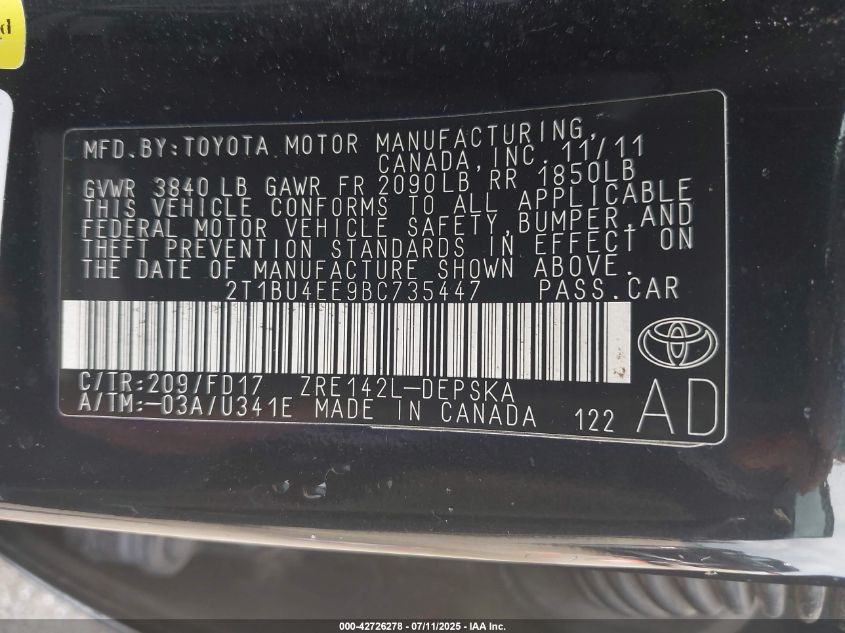 MFD.BY:TOYOTA MOTOR MANUFACTURING,
CANADA, INC. 11/11
GVWR 3840 LB GAWR FR 2090LB RR 1850LB
THIS VEHICLE CONFORMS TO ALL APPLICABLE
FEDERAL MOTOR VEHICLE SAFETY,BUMPER,AND
THEFT PREVENTION STANDARDS IN EFFECT ON
THE DATE OF MANUFACTURE SHOWN ABOVE.
2T1BU4EE9BC735447 PASS.CAR
C/TR:209/FD17 ZRE142L-DEPSKA
A/TM:-03A/U341E MADE IN CANADA 122 AD
000-42726278 - 07/11/2025 - IAA Inc.